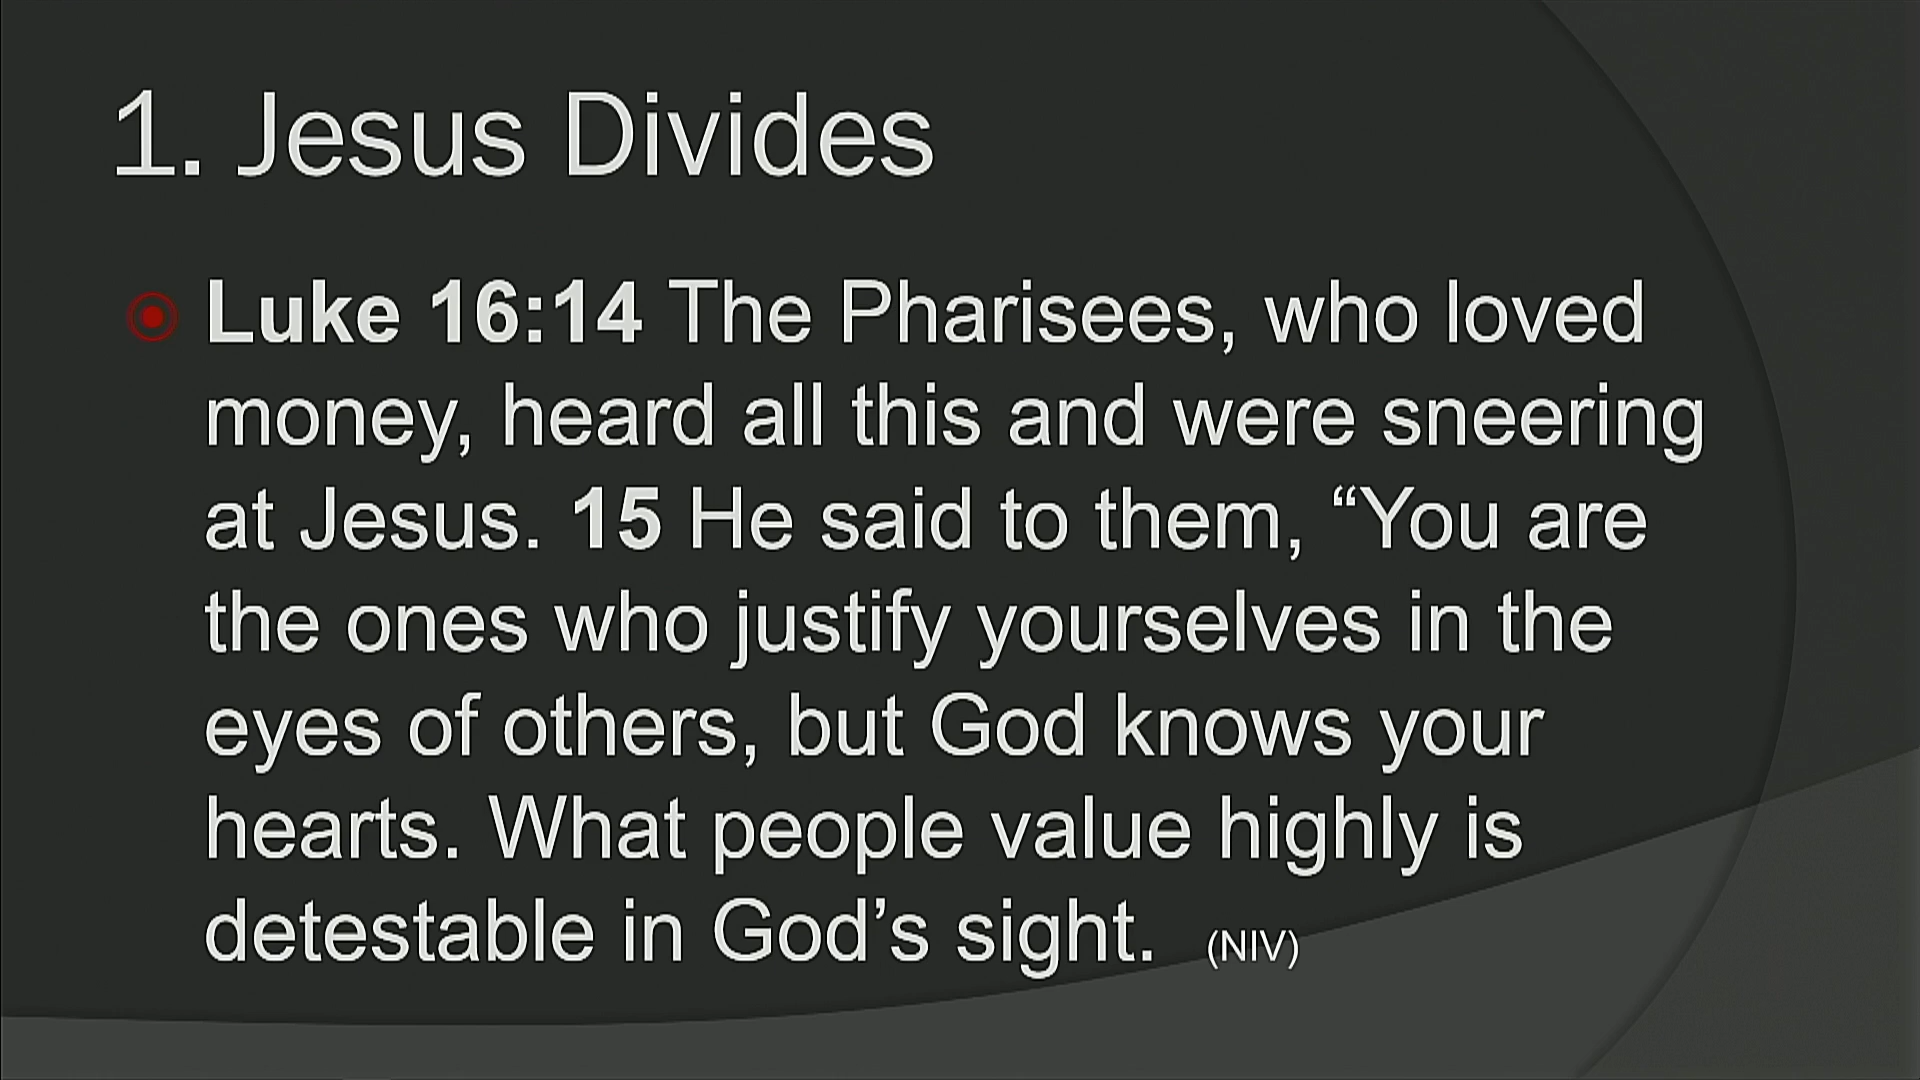 1. Jesus Divides
Luke 16:14 The Pharisees, who loved
money, heard all this and were sneering
at Jesus. 15 He said to them, “You are
the ones who justify yourselves in the
eyes of others, but God knows your
hearts. What people value highly is
detestable in God’s sight. (NIV)